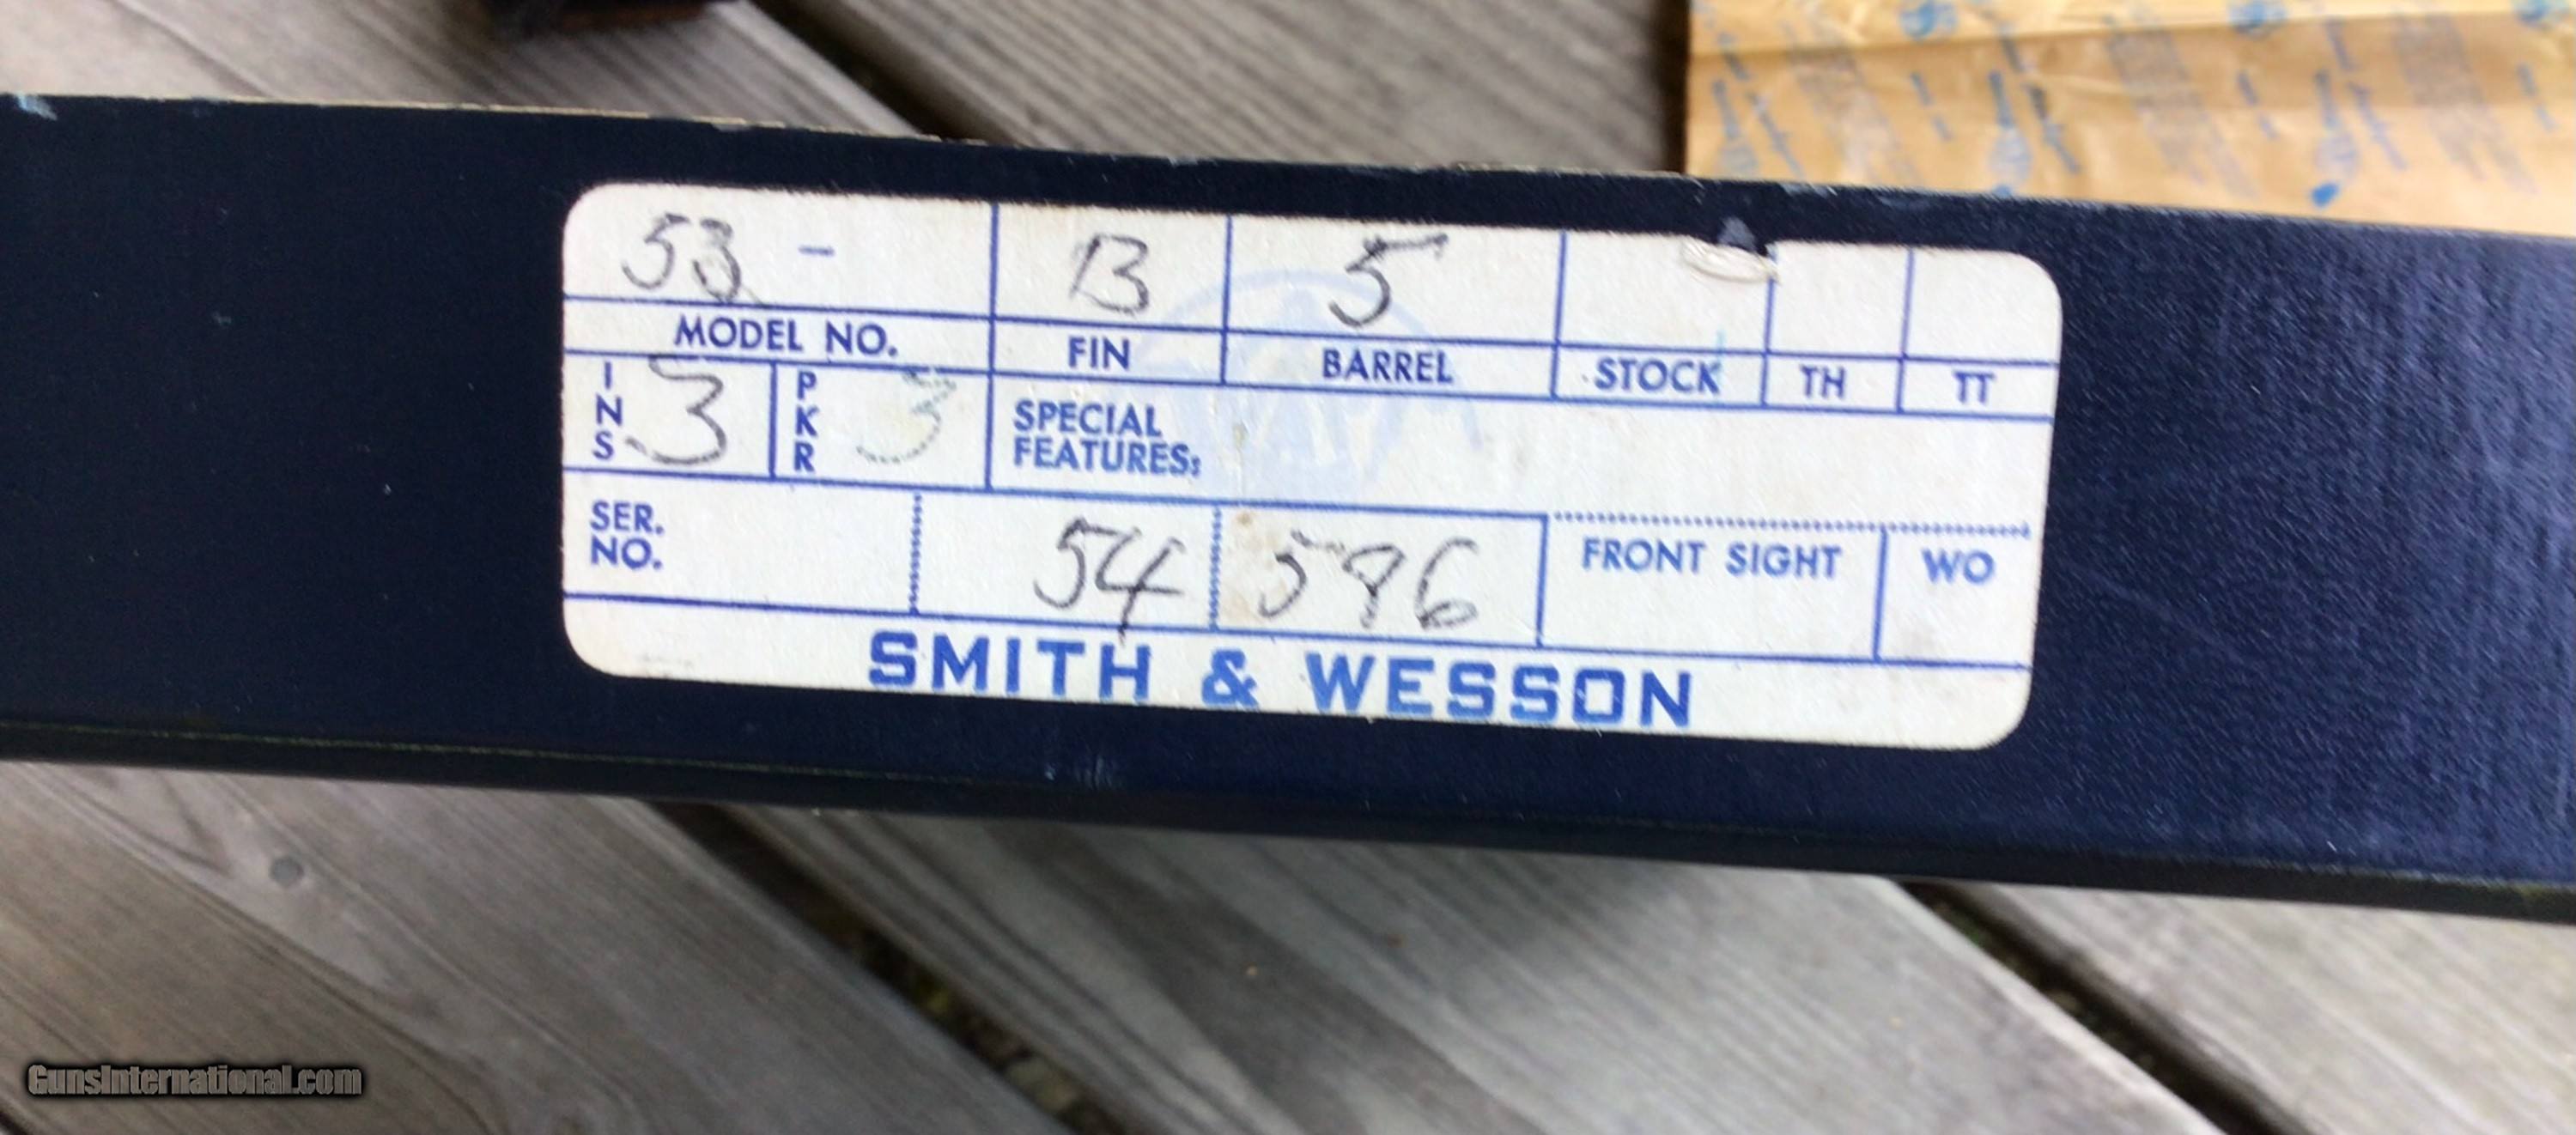 53 - B 5
MODEL NO. FIN BARREL STOCK TH TT
INS 3 PKR 3 SPECIAL
FEATURES:
SER.
NO. 54 596 FRONT SIGHT WO
SMITH & WESSON
GunsInternational.com